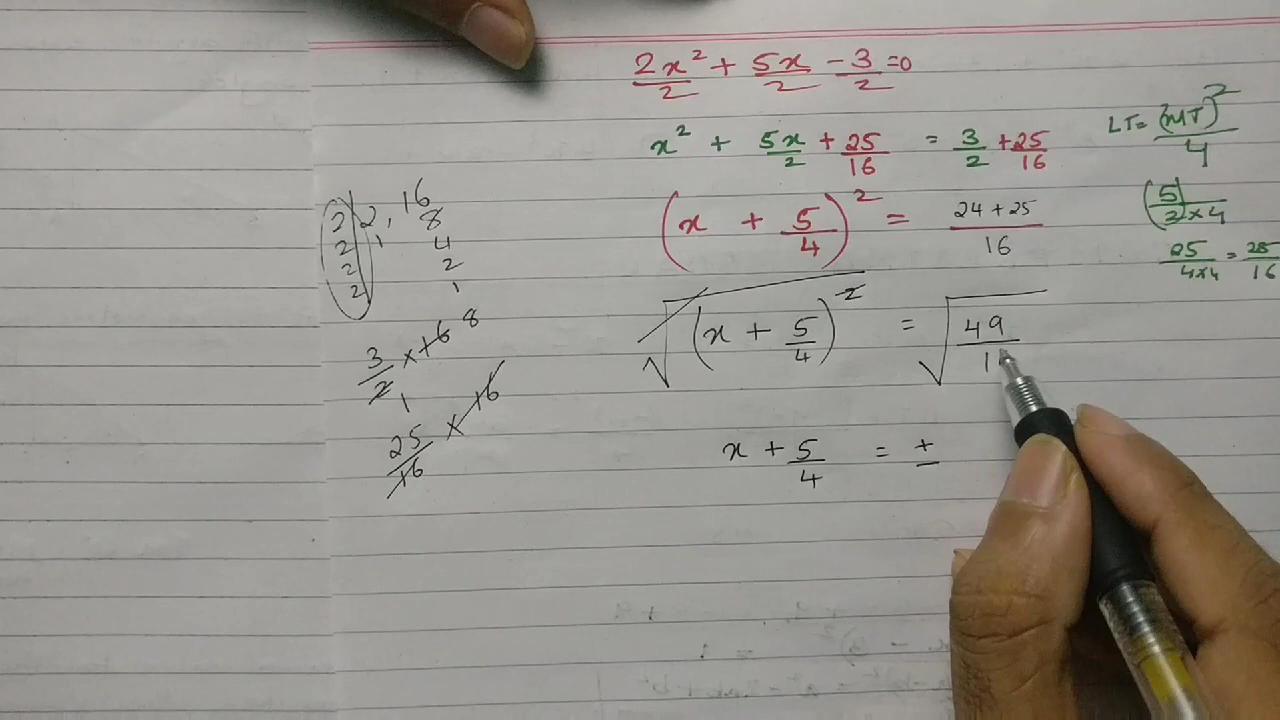 2x²/2 + 5x/2 - 3/2 = 0
x² + 5x/2 + 25/16 = 3/2 + 25/16
LT = (MT)²/4
(x + 5/4)² = 24 + 25/16
(5)/2 × 4
25/4×4 = 25/16
2 | 2, 16
2 | 1 8
2 | 4
2 | 2
1
√(x + 5/4)² = √49/1
3/2 × 16 8
1
25/16 × 16
x + 5/4 = ±